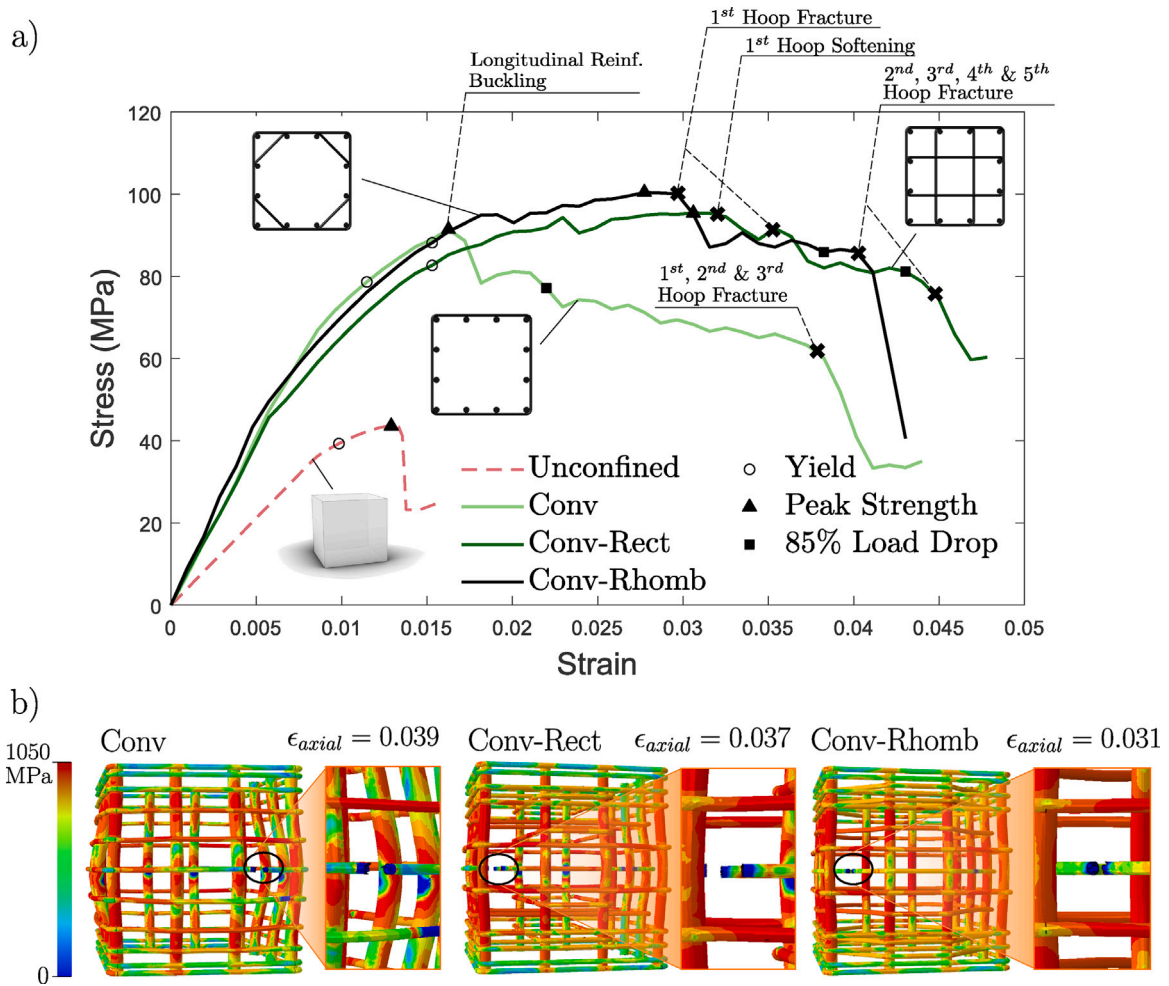 a)
1st Hoop Fracture
1st Hoop Softening
Longitudinal Reinf.
Buckling
2nd, 3rd, 4th & 5th
Hoop Fracture
1st, 2nd & 3rd
Hoop Fracture
Stress (MPa)
120
100
80
60
40
20
0
0 0.005 0.01 0.015 0.02 0.025 0.03 0.035 0.04 0.045 0.05
Strain
Unconfined
Conv
Conv-Rect
Conv-Rhomb
Yield
Peak Strength
85% Load Drop
b)
1050
MPa
0
Conv ϵaxial = 0.039
Conv-Rect ϵaxial = 0.037
Conv-Rhomb ϵaxial = 0.031